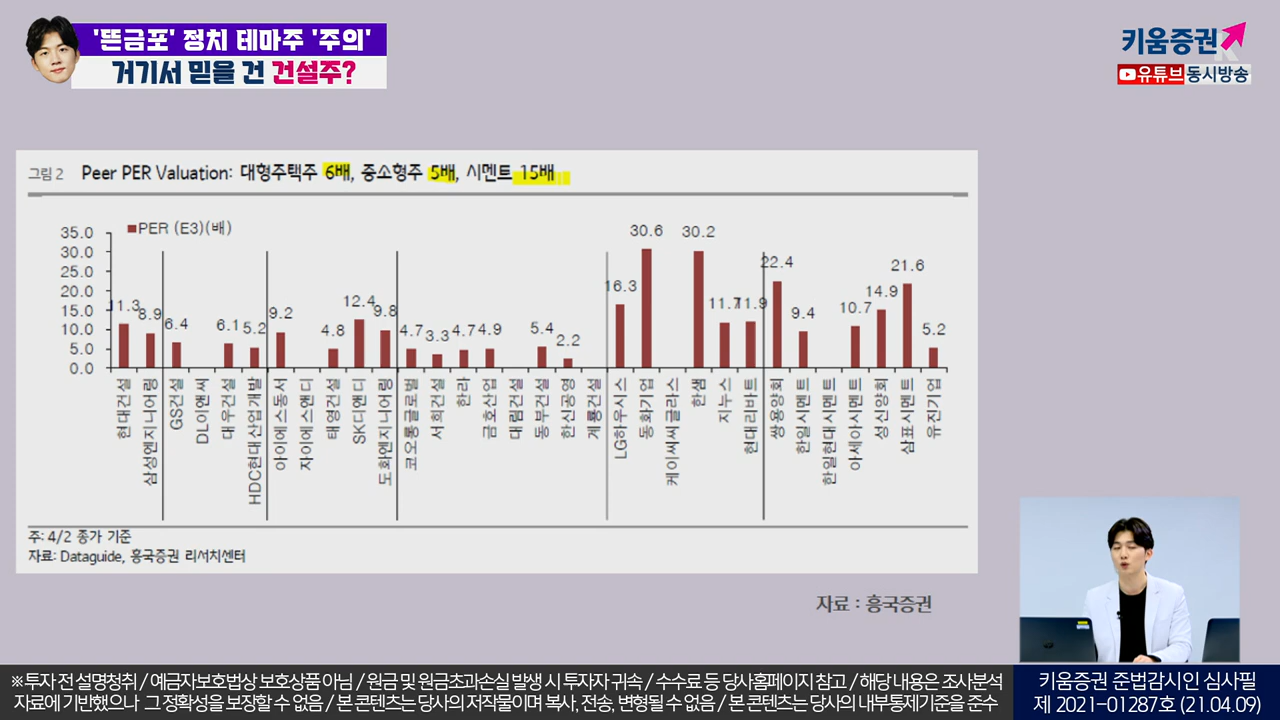 '뜬금포' 정치 테마주 '주의'
거기서 믿을 건 건설주?
키움증권
유튜브 동시방송
그림 2 Peer PER Valuation: 대형주택주 6배, 중소형주 5배, 시멘트 15배
PER (E3)(배)
35.0
30.0
25.0
20.0
15.0
10.0
5.0
0.0
11.3 8.9 6.4 6.1 5.2 9.2 4.8 12.4 9.8 4.7 3.3 4.7 4.9 5.4 2.2 16.3 30.6 30.2 11.7 11.9 22.4 9.4 10.7 14.9 21.6 5.2
현대건설
삼성엔지니어링
GS건설
DL이앤씨
대우건설
HDC현대산업개발
아이에스동서
자이에스앤디
태영건설
SK디앤디
도화엔지니어링
코오롱글로벌
서희건설
한라
금호산업
대림건설
동부건설
한신공영
계룡건설
LG하우시스
동화기업
케이씨씨글라스
한샘
지누스
현대리바트
쌍용양회
한일시멘트
한일현대시멘트
아세아시멘트
성신양회
삼표시멘트
유진기업
주: 4/2 종가 기준
자료: Dataguide, 흥국증권 리서치센터
자료 : 흥국증권
※투자 전 설명청취 / 예금자보호법상 보호상품 아님 / 원금 및 원금초과손실 발생 시 투자자 귀속 / 수수료 등 당사홈페이지 참고 / 해당 내용은 조사분석
자료에 기반했으나 그 정확성을 보장할 수 없음 / 본 콘텐츠는 당사의 저작물이며 복사, 전송, 변형될 수 없음 / 본 콘텐츠는 당사의 내부통제기준을 준수
키움증권 준법감시인 심사필
제 2021-01287호 (21.04.09)